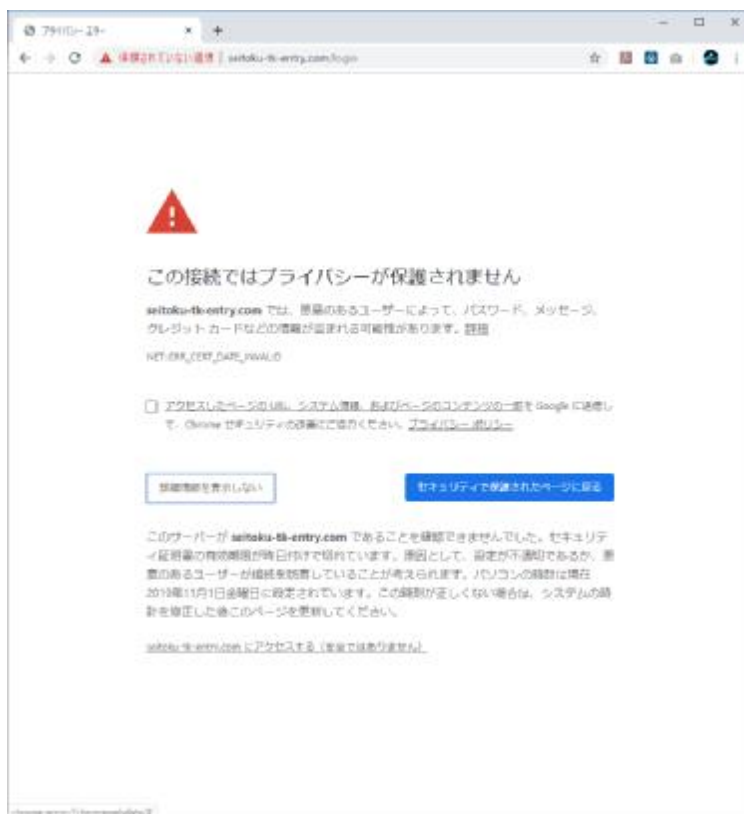 プライバシー エラー
保護されていない通信 | seitoku-tk-entry.com/login
この接続ではプライバシーが保護されません
seitoku-tk-entry.com では、悪意のあるユーザーによって、パスワード、メッセージ、
クレジット カードなどの情報が盗まれる可能性があります。詳細
NET::ERR_CERT_DATE_INVALID
アクセスしたページの URL、システム情報、およびページのコンテンツの一部を Google に送信し
て、Chrome セキュリティの改善にご協力ください。プライバシー ポリシー
詳細情報を表示しない
セキュリティで保護されたページに戻る
このサーバーが seitoku-tk-entry.com であることを確認できませんでした。セキュリテ
ィ証明書の有効期限が昨日付けで切れています。原因として、設定が不適切であるか、悪
意のあるユーザーが接続を妨害していることが考えられます。パソコンの時計は現在
2019年11月1日金曜日に設定されています。この時刻が正しくない場合は、システムの時
計を修正した後このページを更新してください。
seitoku-tk-entry.com にアクセスする（安全ではありません）